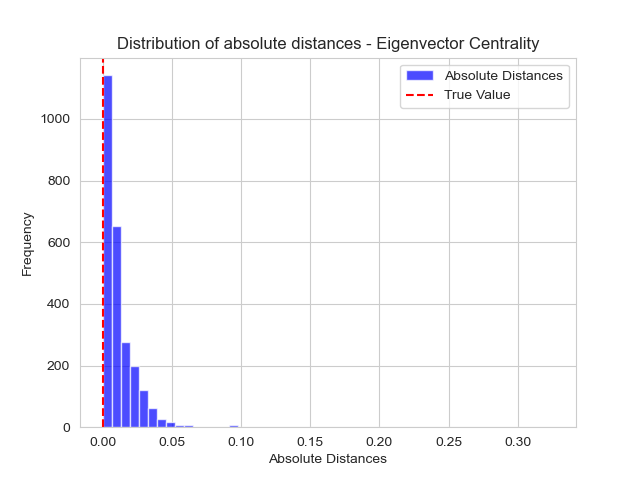 Distribution of absolute distances - Eigenvector Centrality
Absolute Distances
True Value
1000
800
600
400
200
0
Frequency
0.00 0.05 0.10 0.15 0.20 0.25 0.30
Absolute Distances